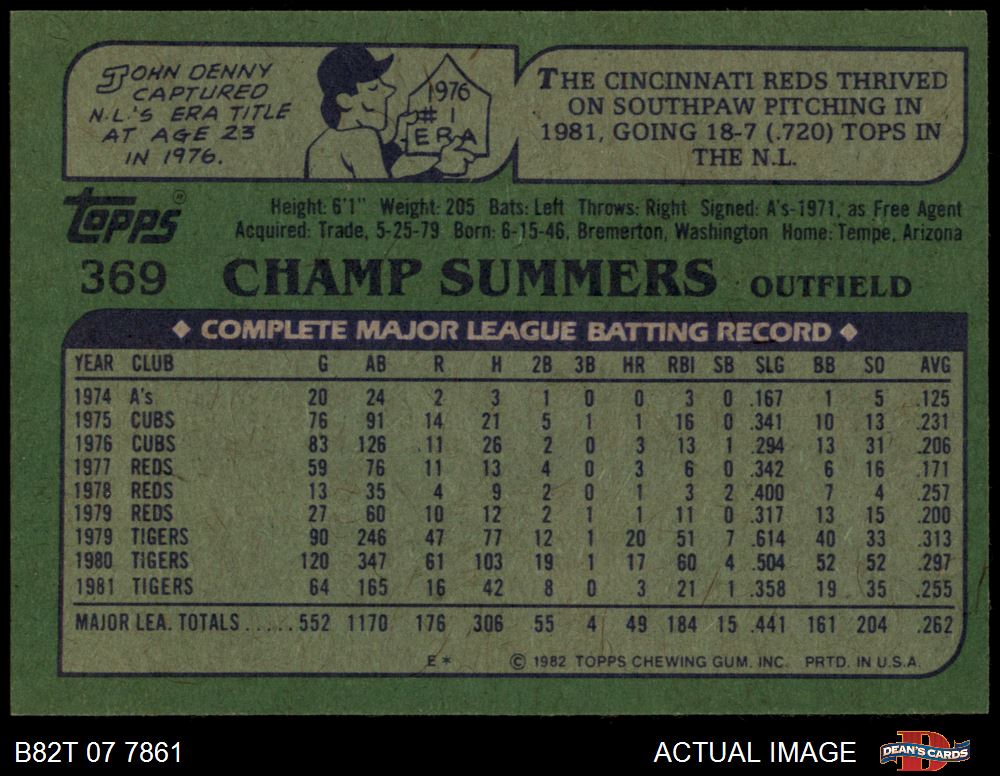 JOHN DENNY
CAPTURED
N.L.'S ERA TITLE
AT AGE 23
IN 1976.
1976
# 1
ERA
THE CINCINNATI REDS THRIVED
ON SOUTHPAW PITCHING IN
1981, GOING 18-7 (.720) TOPS IN
THE N.L.
topps®
Height: 6'1" Weight: 205 Bats: Left Throws: Right Signed: A's-1971, as Free Agent
Acquired: Trade, 5-25-79 Born: 6-15-46, Bremerton, Washington Home: Tempe, Arizona
369 CHAMP SUMMERS OUTFIELD
◆ COMPLETE MAJOR LEAGUE BATTING RECORD ◆
YEAR CLUB G AB R H 2B 3B HR RBI SB SLG BB SO AVG
1974 A's 20 24 2 3 1 0 0 3 0 .167 1 5 .125
1975 CUBS 76 91 14 21 5 1 1 16 0 .341 10 13 .231
1976 CUBS 83 126 11 26 2 0 3 13 1 .294 13 31 .206
1977 REDS 59 76 11 13 4 0 3 6 0 .342 6 16 .171
1978 REDS 13 35 4 9 2 0 1 3 2 .400 7 4 .257
1979 REDS 27 60 10 12 2 1 1 11 0 .317 13 15 .200
1979 TIGERS 90 246 47 77 12 1 20 51 7 .614 40 33 .313
1980 TIGERS 120 347 61 103 19 1 17 60 4 .504 52 52 .297
1981 TIGERS 64 165 16 42 8 0 3 21 1 .358 19 35 .255
MAJOR LEA. TOTALS......552 1170 176 306 55 4 49 184 15 .441 161 204 .262
E* © 1982 TOPPS CHEWING GUM. INC. PRTD. IN U.S.A.
B82T 07 7861 ACTUAL IMAGE DEAN'S CARDS